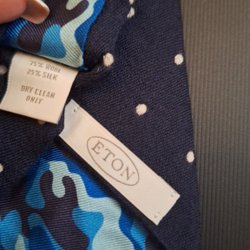 75% WOOL
25% SILK
DRY CLEAN
ONLY
ETON